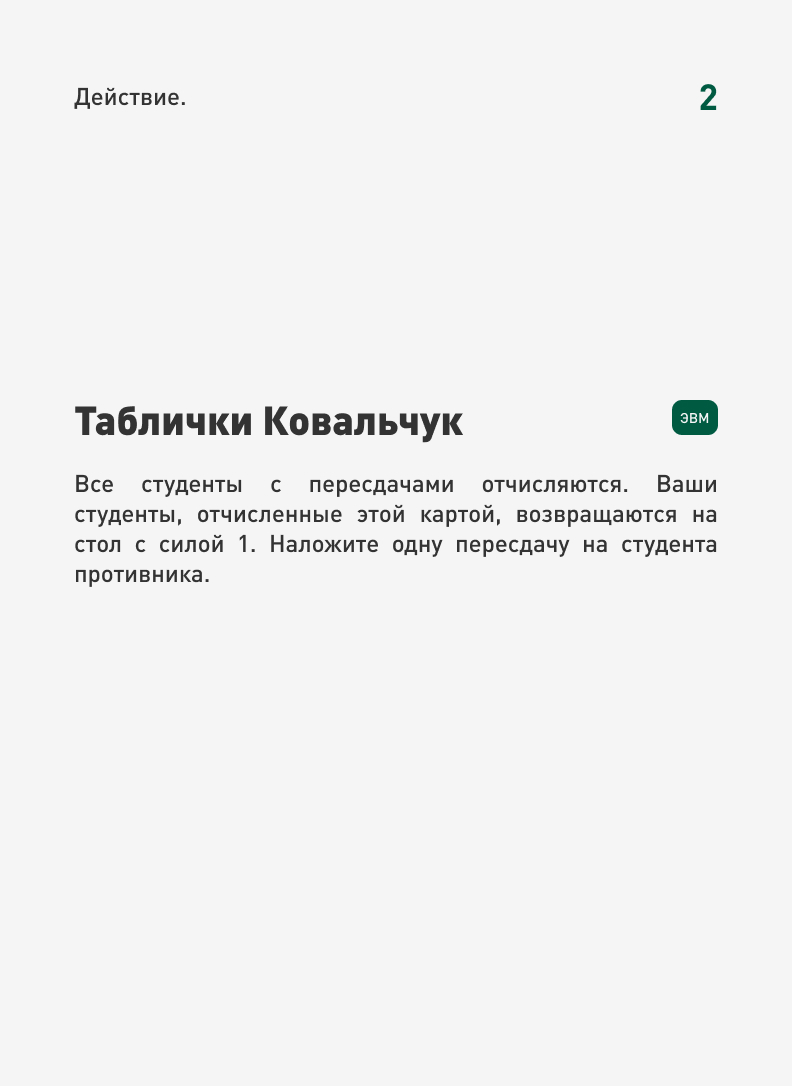 Действие.
2
Таблички Ковальчук
ЭВМ
Все студенты с пересдачами отчисляются. Ваши
студенты, отчисленные этой картой, возвращаются на
стол с силой 1. Наложите одну пересдачу на студента
противника.